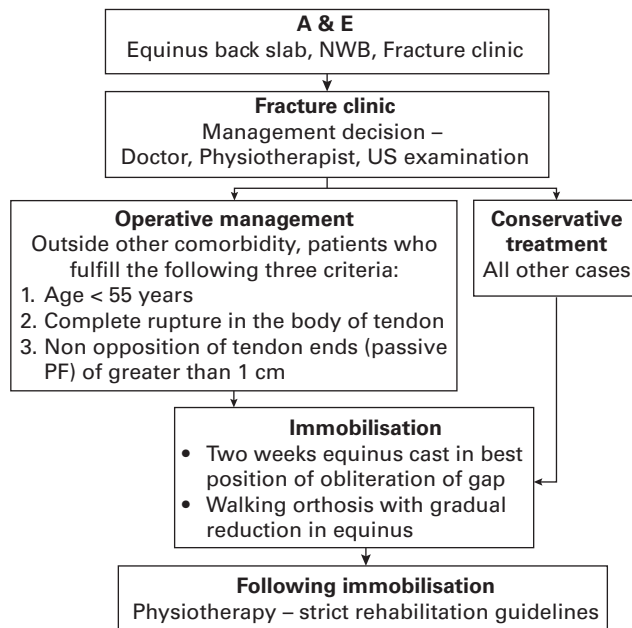 A & E
Equinus back slab, NWB, Fracture clinic
Fracture clinic
Management decision –
Doctor, Physiotherapist, US examination
Operative management
Outside other comorbidity, patients who
fulfill the following three criteria:
1. Age < 55 years
2. Complete rupture in the body of tendon
3. Non opposition of tendon ends (passive
PF) of greater than 1 cm
Conservative
treatment
All other cases
Immobilisation
• Two weeks equinus cast in best
position of obliteration of gap
• Walking orthosis with gradual
reduction in equinus
Following immobilisation
Physiotherapy – strict rehabilitation guidelines